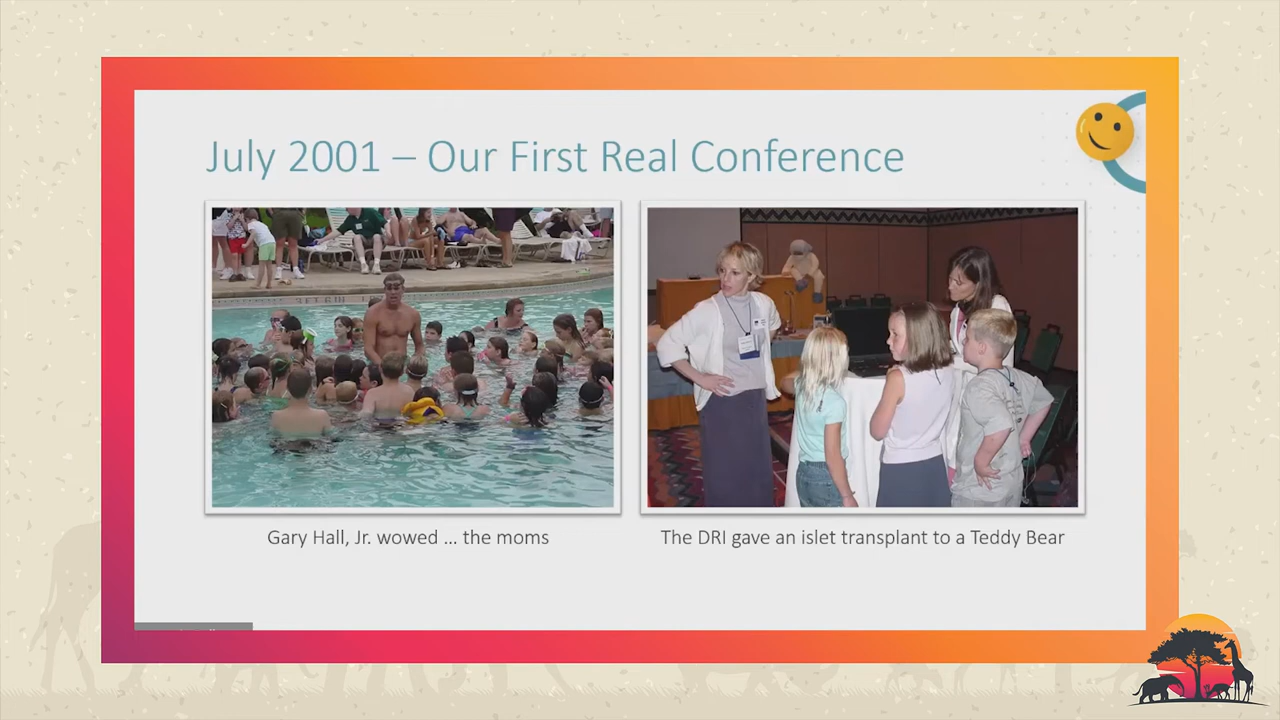 July 2001 – Our First Real Conference
Gary Hall, Jr. wowed ... the moms
The DRI gave an islet transplant to a Teddy Bear